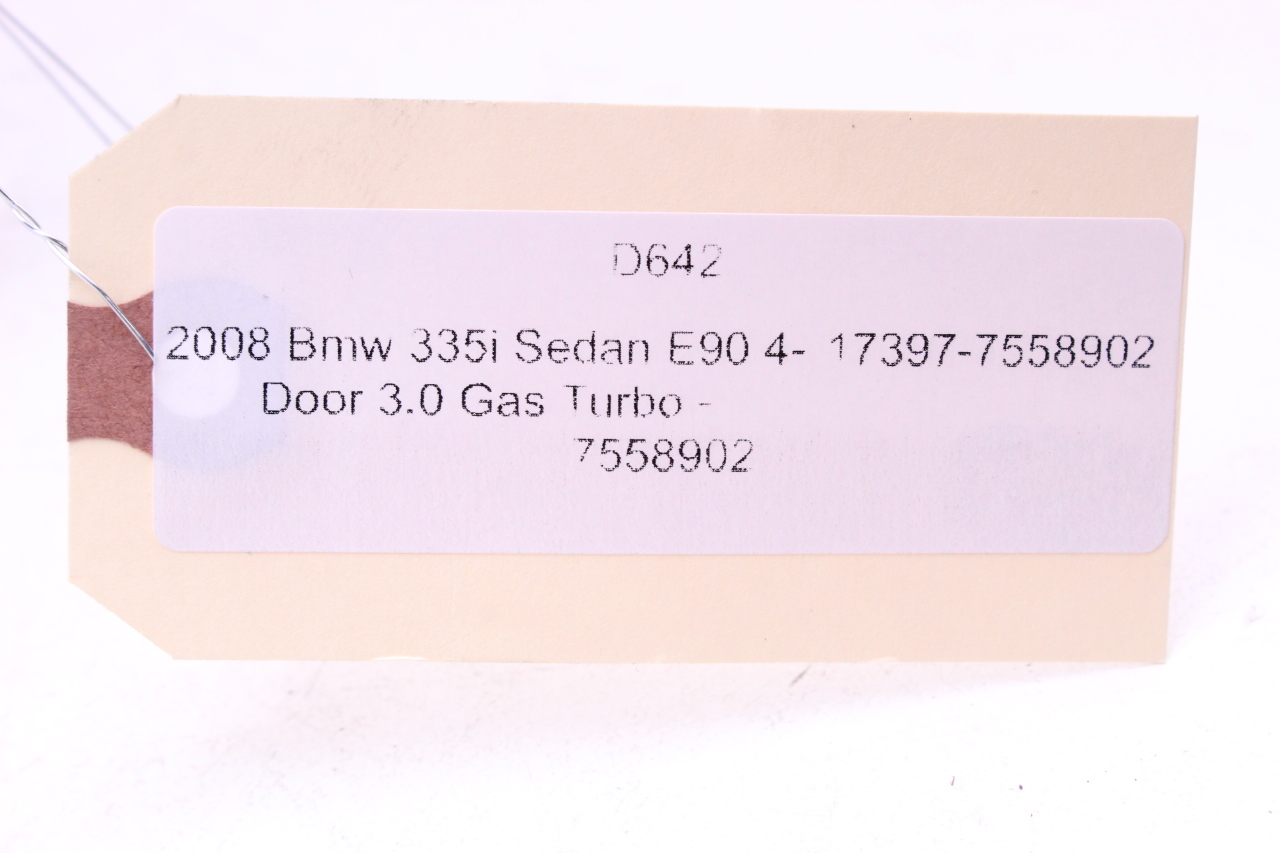 D642
2008 Bmw 335i Sedan E90 4- 17397-7558902
Door 3.0 Gas Turbo -
7558902